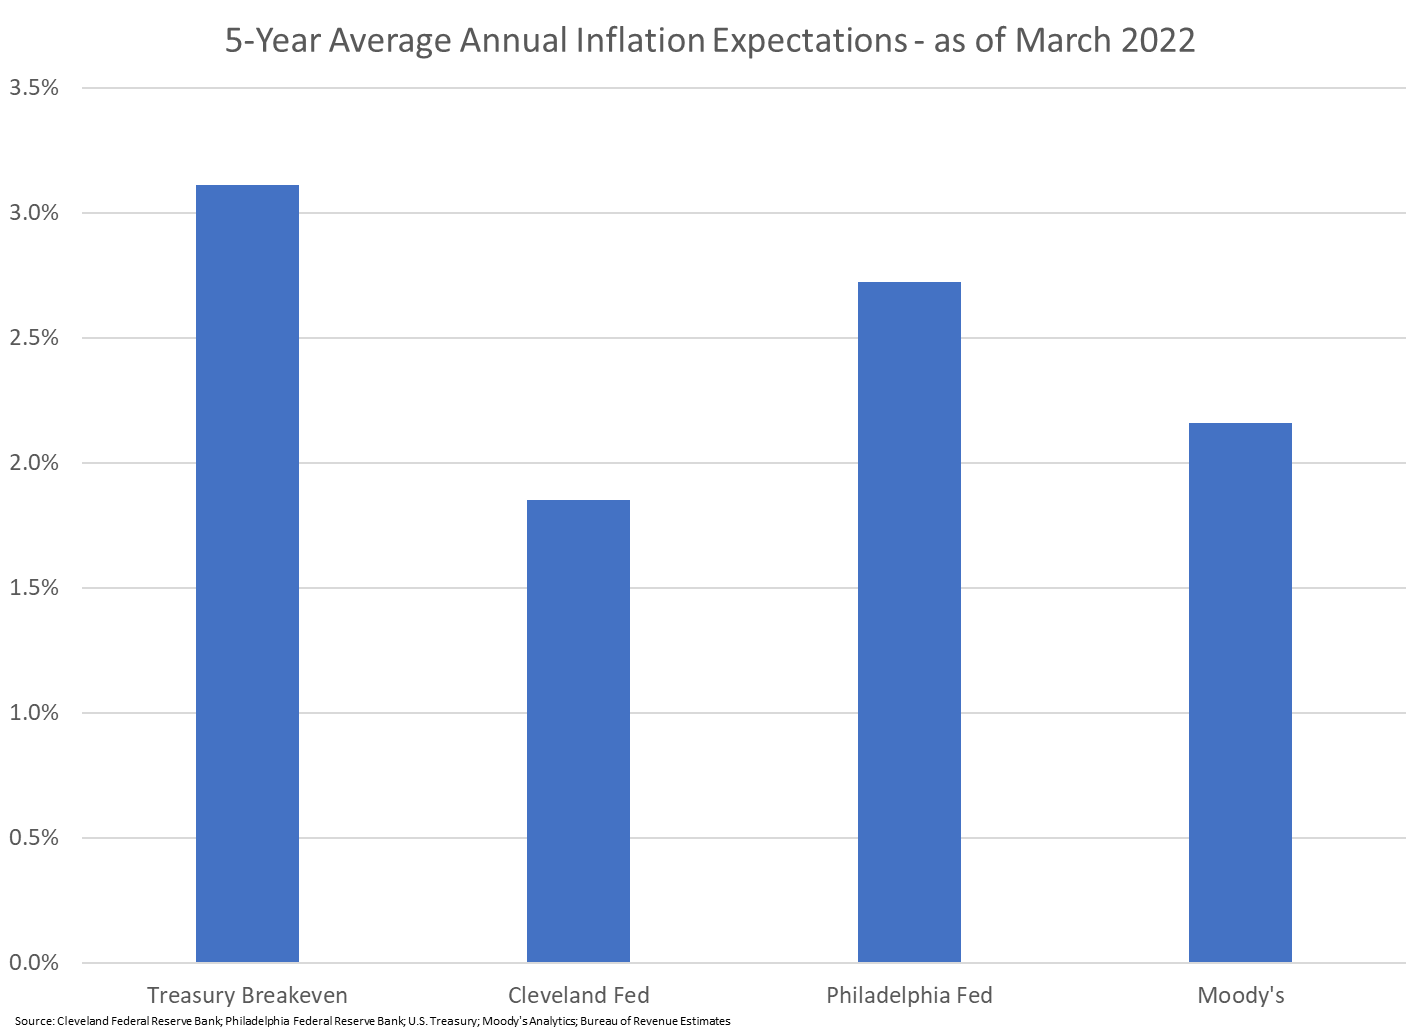 5-Year Average Annual Inflation Expectations - as of March 2022
3.5%
3.0%
2.5%
2.0%
1.5%
1.0%
0.5%
0.0%
Treasury Breakeven
Cleveland Fed
Philadelphia Fed
Moody's
Source: Cleveland Federal Reserve Bank; Philadelphia Federal Reserve Bank; U.S. Treasury; Moody's Analytics; Bureau of Revenue Estimates